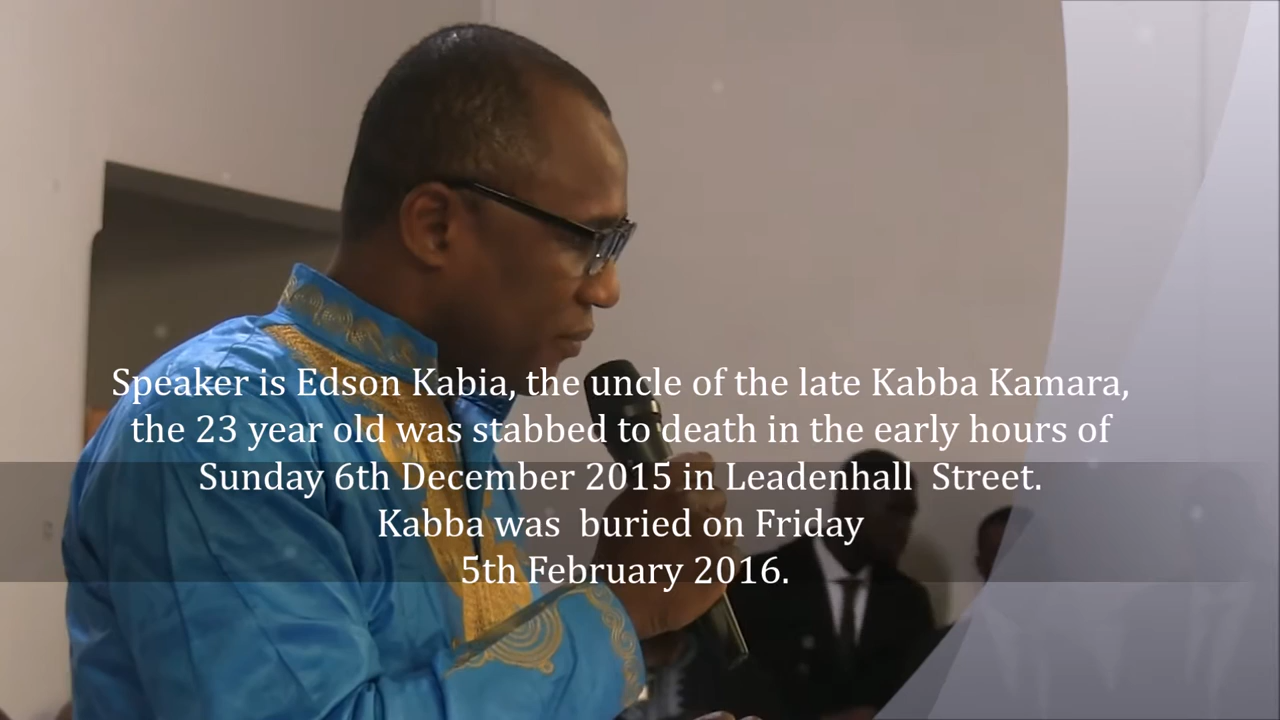 Speaker is Edson Kabia, the uncle of the late Kabba Kamara,
the 23 year old was stabbed to death in the early hours of
Sunday 6th December 2015 in Leadenhall  Street.
Kabba was  buried on Friday
5th February 2016.